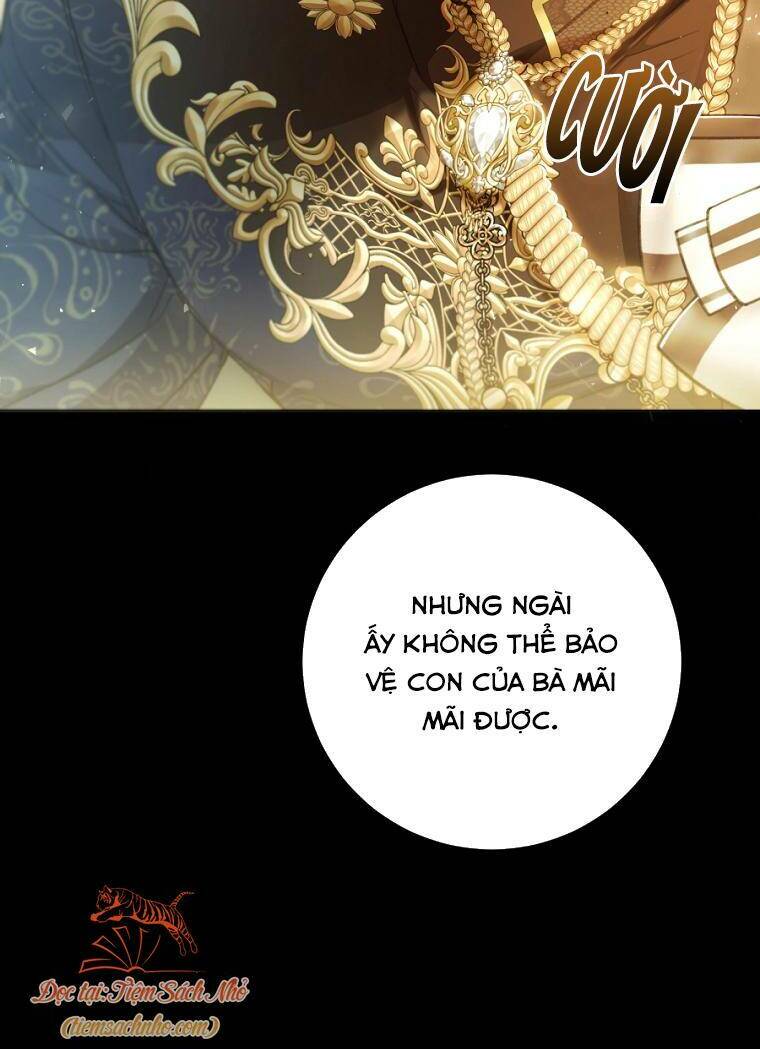 CƯỜI
NHƯNG NGÀI
ẤY KHÔNG THỂ BẢO
VỆ CON CỦA BÀ MÃI
MÃI ĐƯỢC.
Đọc tại: Tiệm Sách Nhỏ
(tiemsachnho.com)